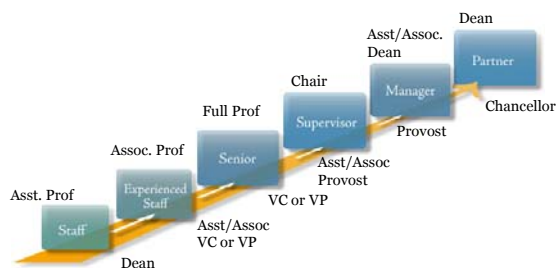 Dean
Asst/Assoc.
Dean
Partner
Chair
Manager
Chancellor
Full Prof
Supervisor
Provost
Assoc. Prof
Senior
Asst/Assoc
Provost
Asst. Prof
Experienced
Staff
VC or VP
Staff
Asst/Assoc
VC or VP
Dean